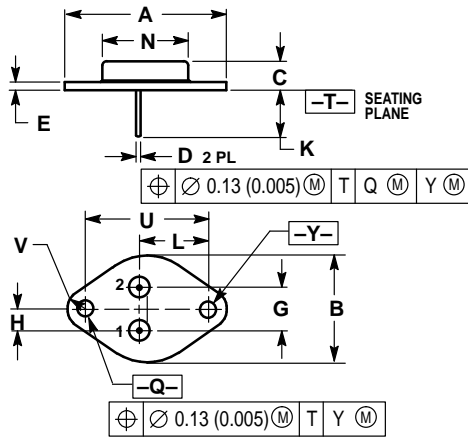 A
N
C
E
–T– SEATING
PLANE
K
D 2 PL
⌖ ∅ 0.13 (0.005) Ⓜ T Q Ⓜ Y Ⓜ
U
V
L
–Y–
2
H
G
B
1
–Q–
⌖ ∅ 0.13 (0.005) Ⓜ T Y Ⓜ